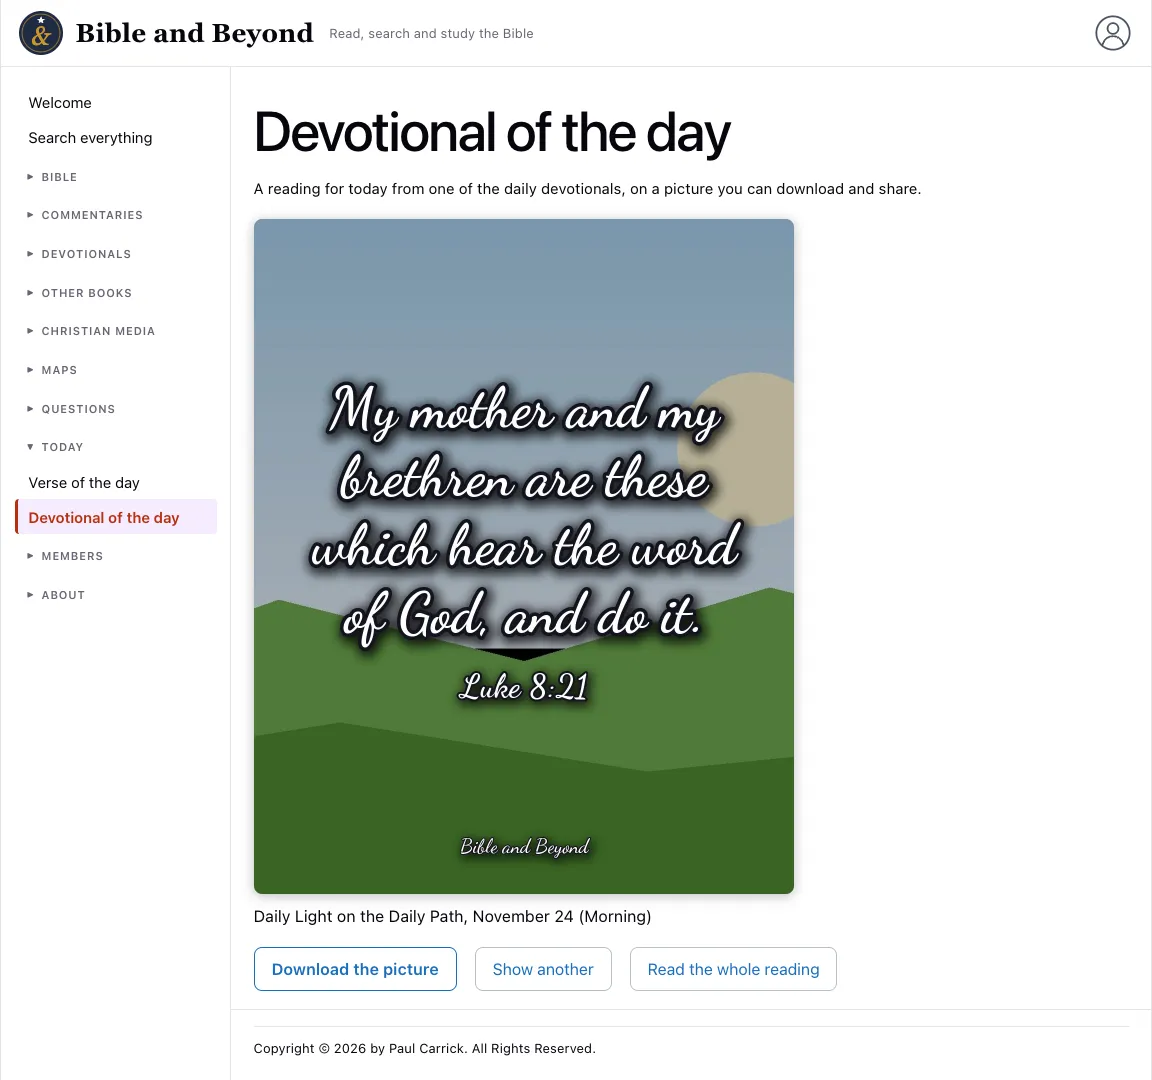 &
Bible and Beyond
Read, search and study the Bible
Welcome
Search everything
BIBLE
COMMENTARIES
DEVOTIONALS
OTHER BOOKS
CHRISTIAN MEDIA
MAPS
QUESTIONS
TODAY
Verse of the day
Devotional of the day
MEMBERS
ABOUT
Devotional of the day
A reading for today from one of the daily devotionals, on a picture you can download and share.
My mother and my
brethren are these
which hear the word
of God, and do it.
Luke 8:21
Bible and Beyond
Daily Light on the Daily Path, November 24 (Morning)
Download the picture
Show another
Read the whole reading
Copyright © 2026 by Paul Carrick. All Rights Reserved.